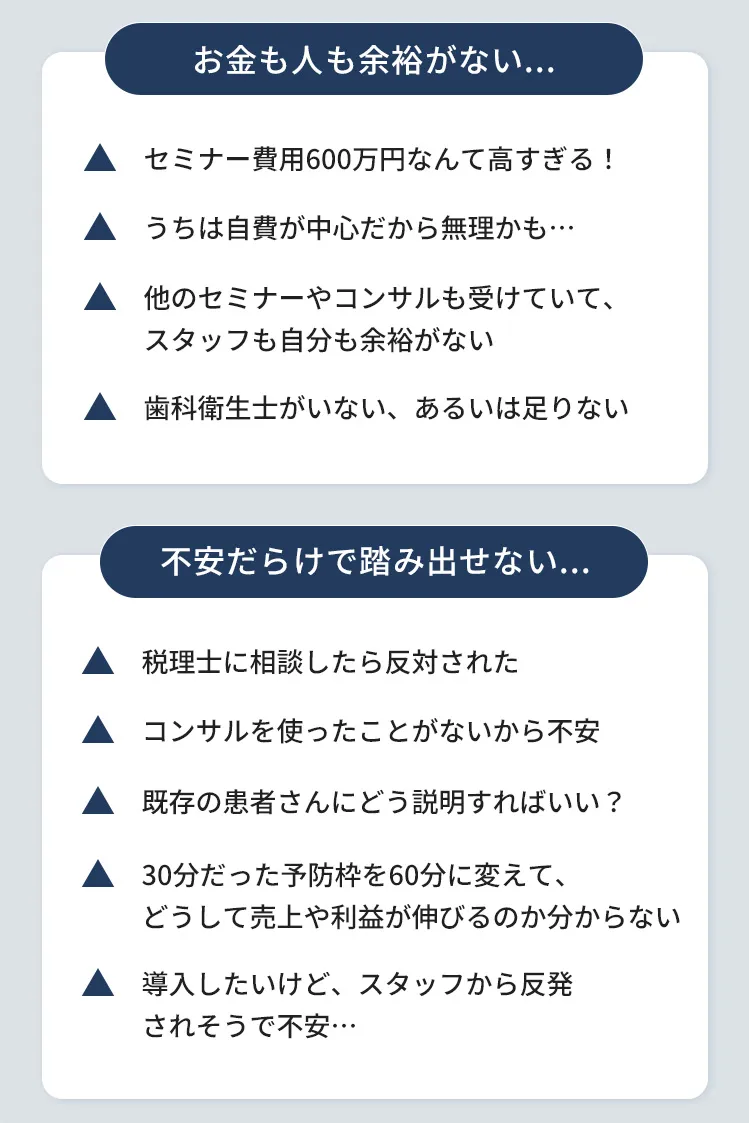 お金も人も余裕がない…
セミナー費用600万円なんて高すぎる！
うちは自費が中心だから無理かも…
他のセミナーやコンサルも受けていて、
スタッフも自分も余裕がない
歯科衛生士がいない、あるいは足りない
不安だらけで踏み出せない…
税理士に相談したら反対された
コンサルを使ったことがないから不安
既存の患者さんにどう説明すればいい？
30分だった予防枠を60分に変えて、
どうして売上や利益が伸びるのか分からない
導入したいけど、スタッフから反発
されそうで不安…